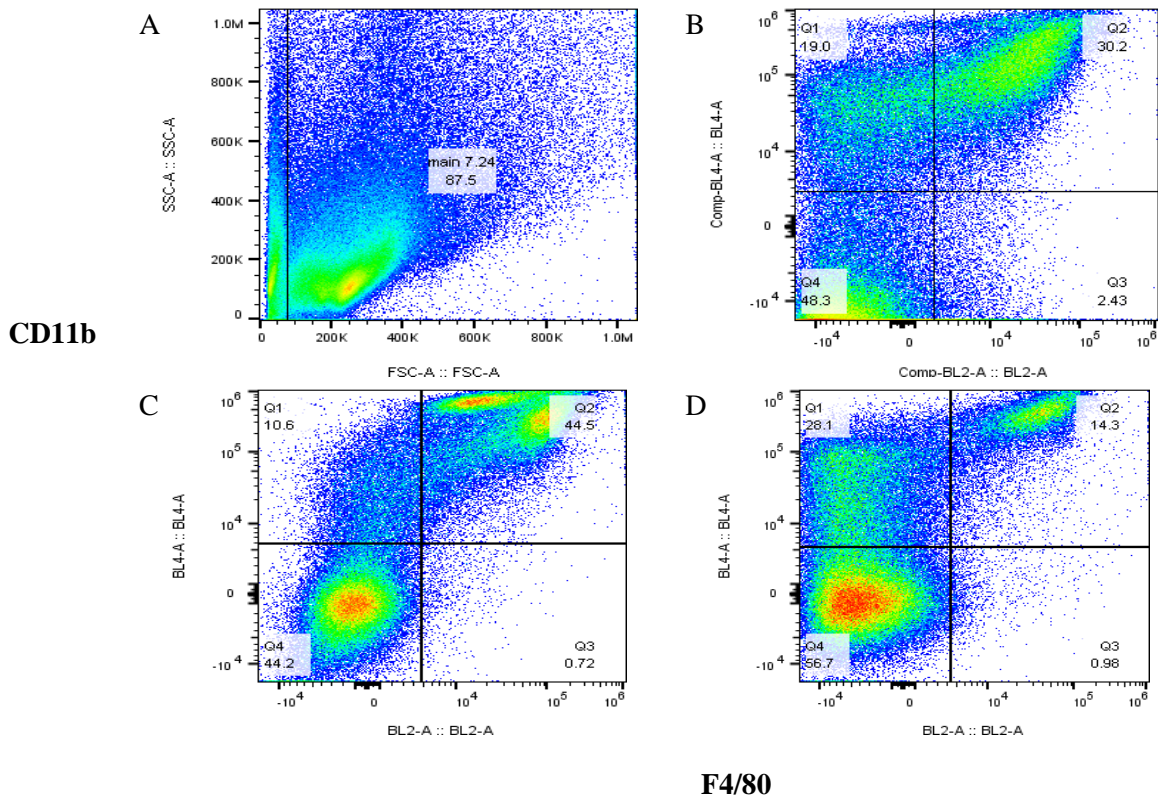 A
1.0M
800K
600K
400K
200K
0
SSC-A :: SSC-A
main 7.24
87.5
0
200K
400K
600K
800K
1.0M
FSC-A :: FSC-A
B
10^6
10^5
10^4
0
-10^4
Comp-BL4-A :: BL4-A
Q1
19.0
Q2
30.2
Q4
48.3
Q3
2.43
-10^4
0
10^4
10^5
10^6
Comp-BL2-A :: BL2-A
CD11b
C
10^6
10^5
10^4
0
-10^4
BL4-A :: BL4-A
Q1
10.6
Q2
44.5
Q4
44.2
Q3
0.72
-10^4
0
10^4
10^5
10^6
BL2-A :: BL2-A
D
10^6
10^5
10^4
0
-10^4
BL4-A :: BL4-A
Q1
28.1
Q2
14.3
Q4
56.7
Q3
0.98
-10^4
0
10^4
10^5
10^6
BL2-A :: BL2-A
F4/80